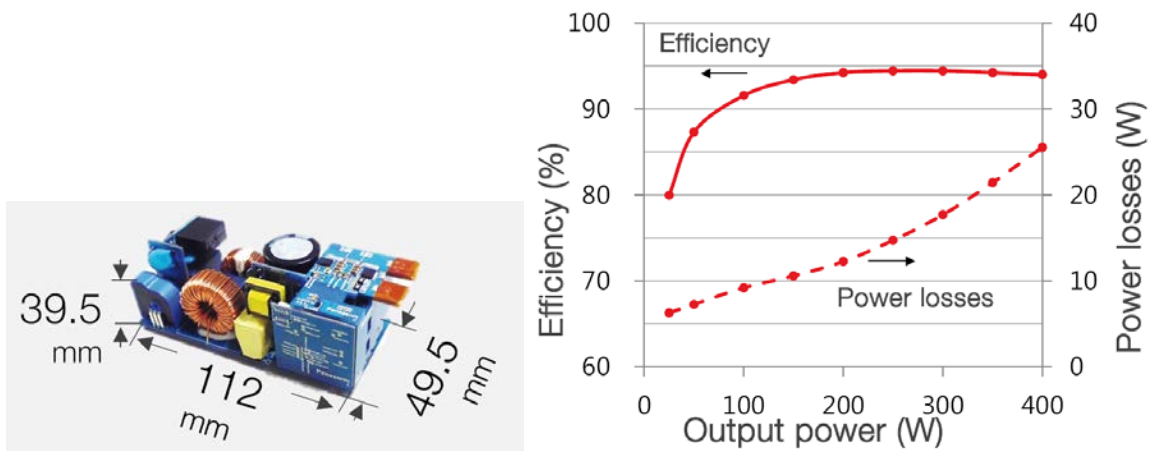 39.5
mm
112
mm
49.5
mm
Efficiency
Power losses
100
90
80
70
60
Efficiency (%)
40
30
20
10
0
Power losses (W)
0 100 200 300 400
Output power (W)